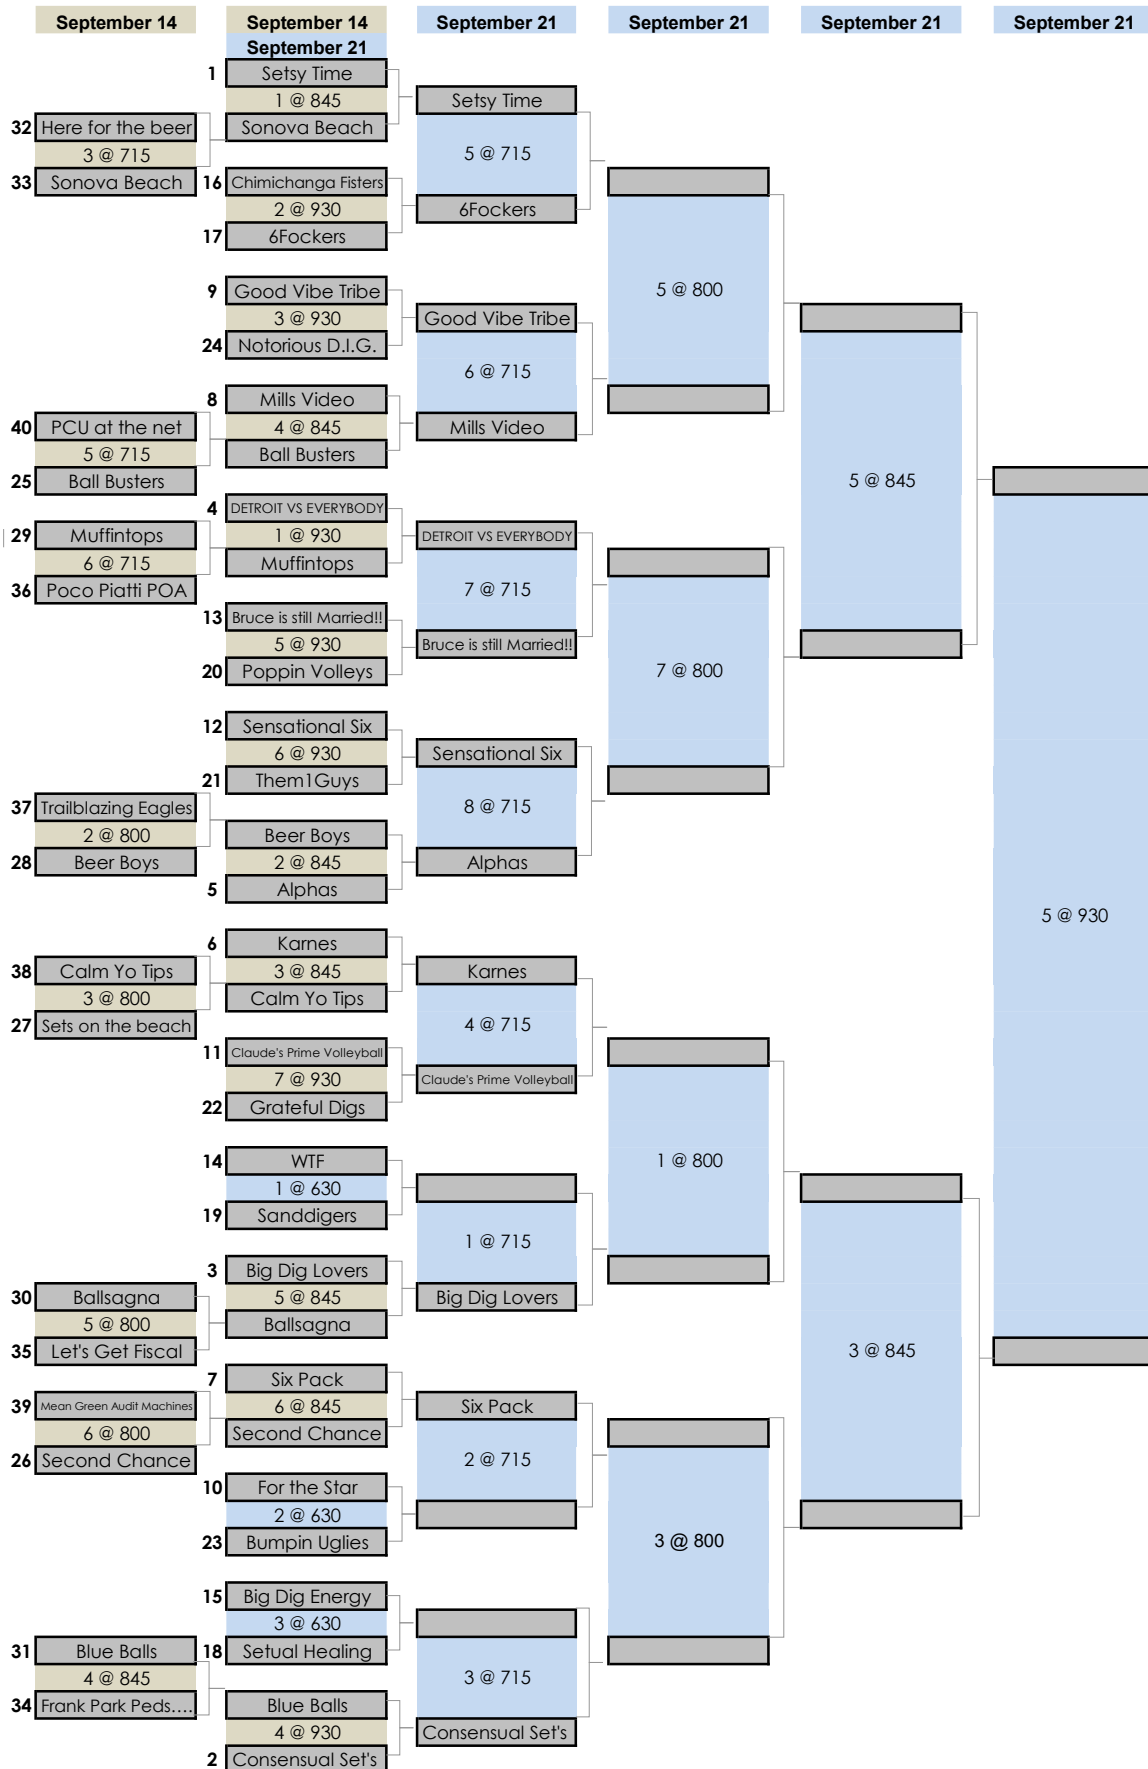 September 14
September 14
September 21
September 21
September 21
September 21
September 21
1 Setsy Time
1 @ 845
Setsy Time
32 Here for the beer
Sonova Beach
3 @ 715
5 @ 715
33 Sonova Beach
16 Chimichanga Fisters
2 @ 930
6Fockers
17 6Fockers
9 Good Vibe Tribe
5 @ 800
3 @ 930
Good Vibe Tribe
24 Notorious D.I.G.
6 @ 715
8 Mills Video
40 PCU at the net
4 @ 845
Mills Video
5 @ 715
Ball Busters
25 Ball Busters
5 @ 845
4 DETROIT VS EVERYBODY
29 Muffintops
1 @ 930
DETROIT VS EVERYBODY
6 @ 715
Muffintops
36 Poco Piatti POA
7 @ 715
13 Bruce is still Married!!
5 @ 930
Bruce is still Married!!
20 Poppin Volleys
7 @ 800
12 Sensational Six
6 @ 930
Sensational Six
21 Them1Guys
37 Trailblazing Eagles
8 @ 715
2 @ 800
Beer Boys
28 Beer Boys
2 @ 845
Alphas
5 Alphas
5 @ 930
6 Karnes
38 Calm Yo Tips
3 @ 845
Karnes
3 @ 800
Calm Yo Tips
27 Sets on the beach
4 @ 715
11 Claude's Prime Volleyball
7 @ 930
Claude's Prime Volleyball
22 Grateful Digs
14 WTF
1 @ 800
1 @ 630
19 Sanddigers
1 @ 715
3 Big Dig Lovers
30 Ballsagna
5 @ 845
Big Dig Lovers
5 @ 800
Ballsagna
35 Let's Get Fiscal
3 @ 845
7 Six Pack
39 Mean Green Audit Machines
6 @ 845
Six Pack
6 @ 800
Second Chance
26 Second Chance
2 @ 715
10 For the Star
2 @ 630
23 Bumpin Uglies
3 @ 800
15 Big Dig Energy
3 @ 630
31 Blue Balls
18 Setual Healing
4 @ 845
3 @ 715
34 Frank Park Peds....
Blue Balls
4 @ 930
Consensual Set's
2 Consensual Set's